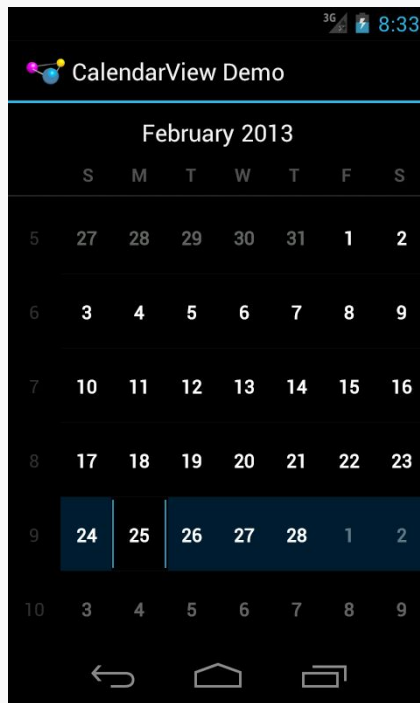 3G 8:33
CalendarView Demo
February 2013
S M T W T F S
5 27 28 29 30 31 1 2
6 3 4 5 6 7 8 9
7 10 11 12 13 14 15 16
8 17 18 19 20 21 22 23
9 24 25 26 27 28 1 2
10 3 4 5 6 7 8 9